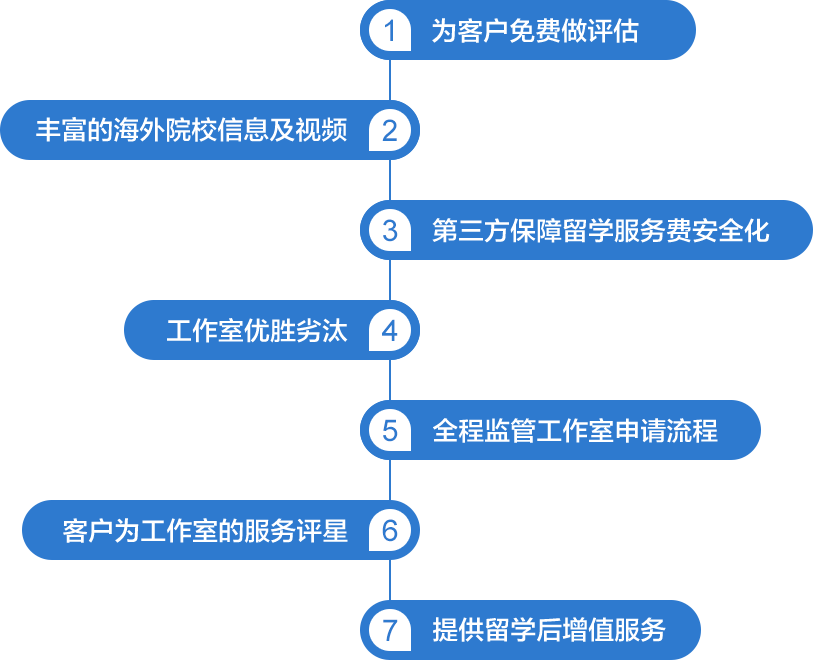 1 为客户免费做评估
丰富的海外院校信息及视频 2
3 第三方保障留学服务费安全化
工作室优胜劣汰 4
5 全程监管工作室申请流程
客户为工作室的服务评星 6
7 提供留学后增值服务